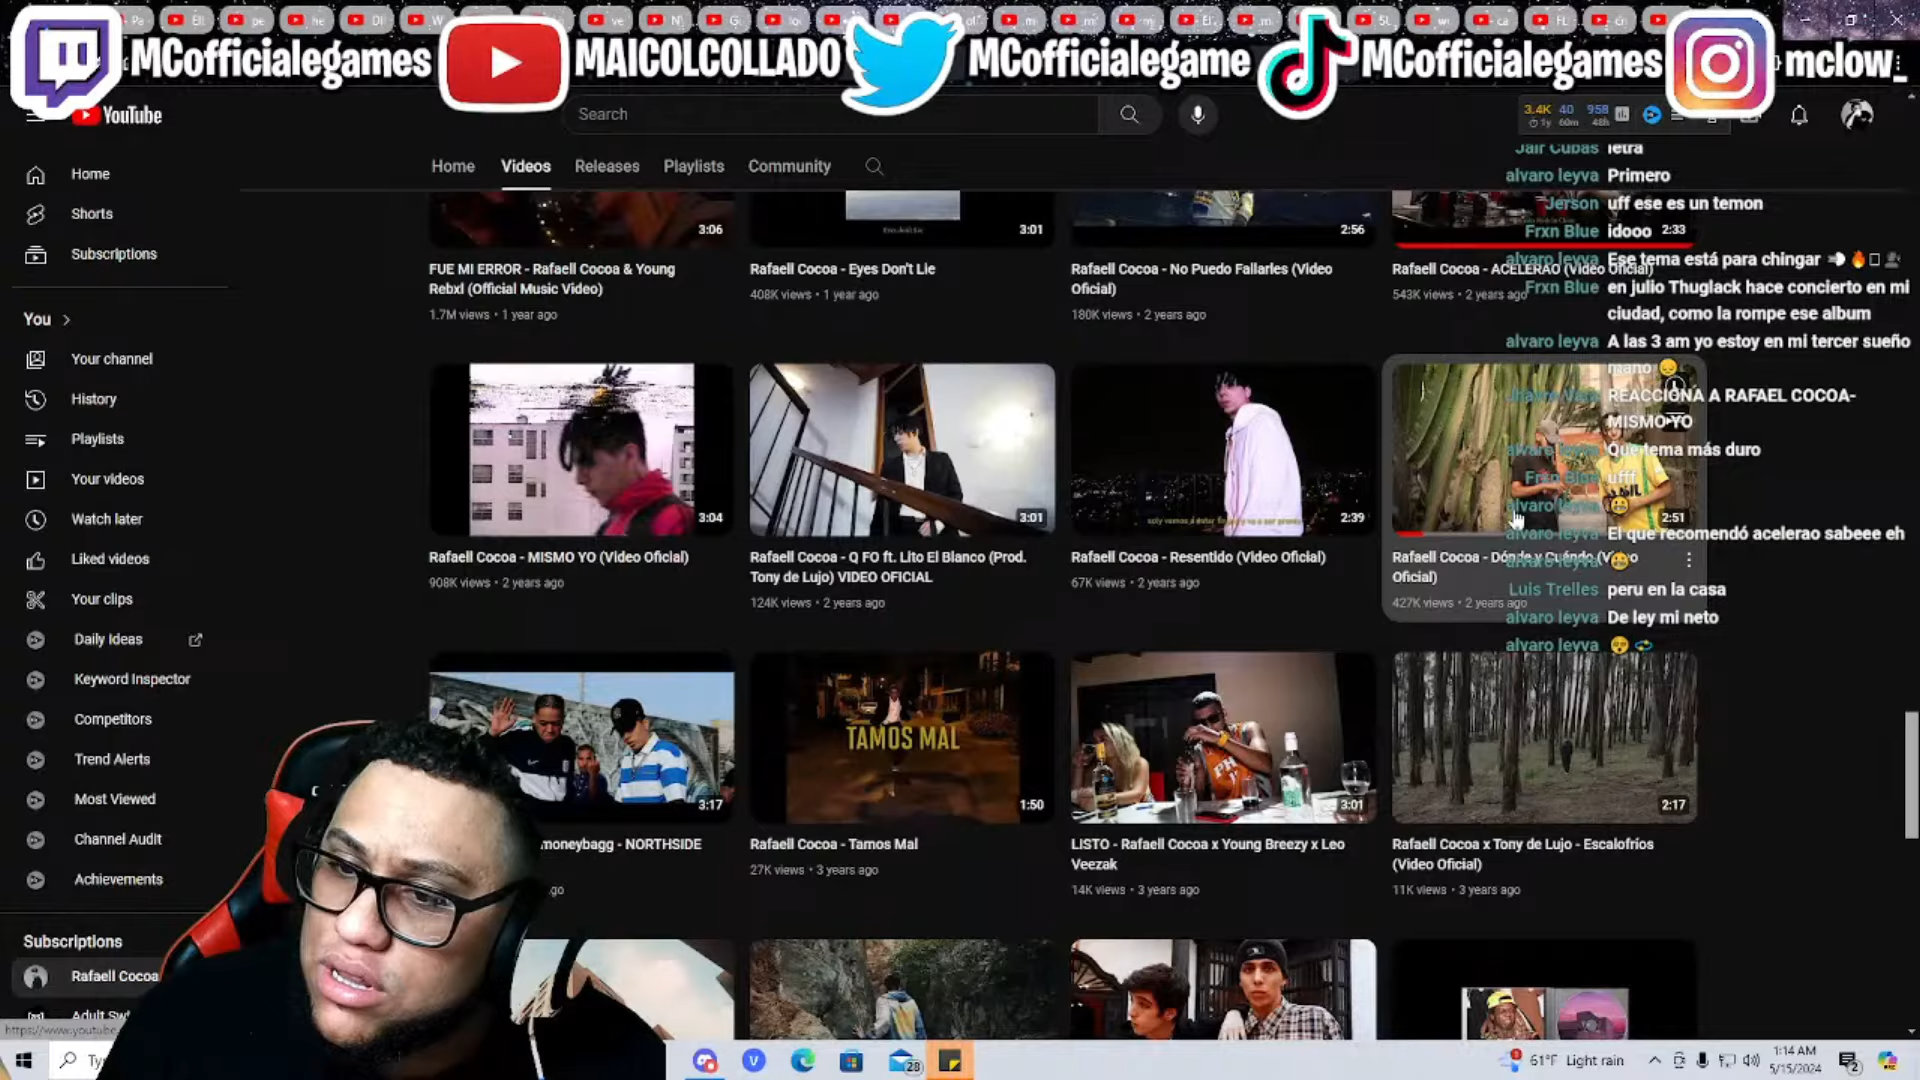 MCofficialegames
MAICOLCOLLADO
MCofficialegame
MCofficialegames
mclow_
YouTube
Search
3.4K 40 958
1y 60m 48h
Home
Videos
Releases
Playlists
Community
Home
Shorts
Subscriptions
You
Your channel
History
Playlists
Your videos
Watch later
Liked videos
Your clips
Daily Ideas
Keyword Inspector
Competitors
Trend Alerts
Most Viewed
Channel Audit
Achievements
Subscriptions
Rafaell Cocoa
https://www.youtube.
3:06
3:01
2:56
2:33
FUE MI ERROR - Rafaell Cocoa & Young
Rebxl (Official Music Video)
1.7M views • 1 year ago
Rafaell Cocoa - Eyes Don't Lie
408K views • 1 year ago
Rafaell Cocoa - No Puedo Fallarles (Video
Oficial)
180K views • 2 years ago
Rafaell Cocoa - ACELERAO (Video Oficial)
543K views • 2 years ago
3:04
Rafaell Cocoa - MISMO YO (Video Oficial)
908K views • 2 years ago
3:01
Rafaell Cocoa - Q FO ft. Lito El Blanco (Prod.
Tony de Lujo) VIDEO OFICIAL
124K views • 2 years ago
2:39
Rafaell Cocoa - Resentido (Video Oficial)
67K views • 2 years ago
2:51
Rafaell Cocoa - Dónde y Cuándo (Video
Oficial)
427K views • 2 years ago
3:17
moneybagg - NORTHSIDE
go
TAMOS MAL
1:50
Rafaell Cocoa - Tamos Mal
27K views • 3 years ago
3:01
LISTO - Rafaell Cocoa x Young Breezy x Leo
Veezak
14K views • 3 years ago
2:17
Rafaell Cocoa x Tony de Lujo - Escalofríos
(Video Oficial)
11K views • 3 years ago
Jair Cubas letra
alvaro leyva Primero
Jerson uff ese es un temon
Frxn Blue idooo
alvaro leyva Ese tema está para chingar
Frxn Blue en julio Thuglack hace concierto en mi
ciudad, como la rompe ese album
alvaro leyva A las 3 am yo estoy en mi tercer sueño
mano
REACCIONA A RAFAEL COCOA-
MISMO YO
alvaro leyva Que tema más duro
Frxn Blue ufff
alvaro leyva
alvaro leyva El que recomendó acelerao sabeee eh
alvaro leyva
Luis Trelles peru en la casa
alvaro leyva De ley mi neto
alvaro leyva
28
61°F Light rain
1:14 AM
5/15/2024
2